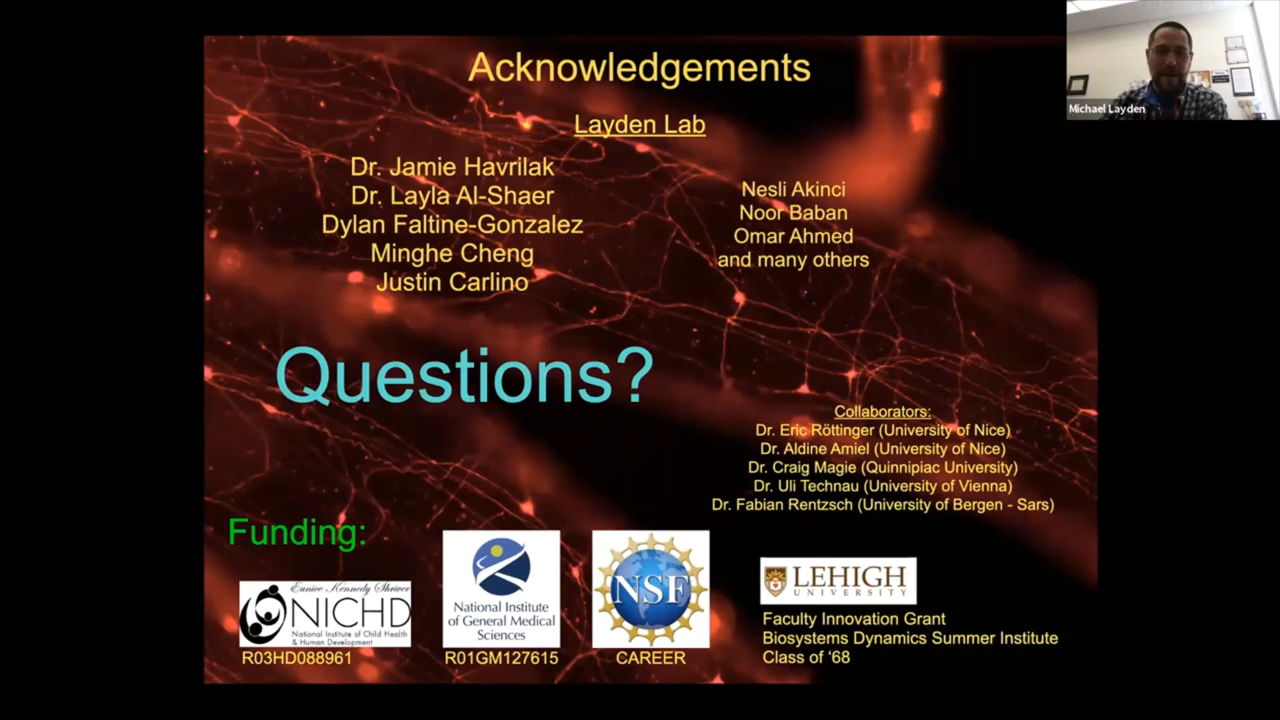 Acknowledgements
Layden Lab
Dr. Jamie Havrilak
Dr. Layla Al-Shaer
Dylan Faltine-Gonzalez
Minghe Cheng
Justin Carlino
Nesli Akinci
Noor Baban
Omar Ahmed
and many others
Michael Layden
Questions?
Collaborators:
Dr. Eric Röttinger (University of Nice)
Dr. Aldine Amiel (University of Nice)
Dr. Craig Magie (Quinnipiac University)
Dr. Uli Technau (University of Vienna)
Dr. Fabian Rentzsch (University of Bergen - Sars)
Funding:
Eunice Kennedy Shriver
NICHD
National Institute of Child Health
& Human Development
R03HD088961
National Institute
of General Medical
Sciences
R01GM127615
NSF
CAREER
LEHIGH
UNIVERSITY
Faculty Innovation Grant
Biosystems Dynamics Summer Institute
Class of '68